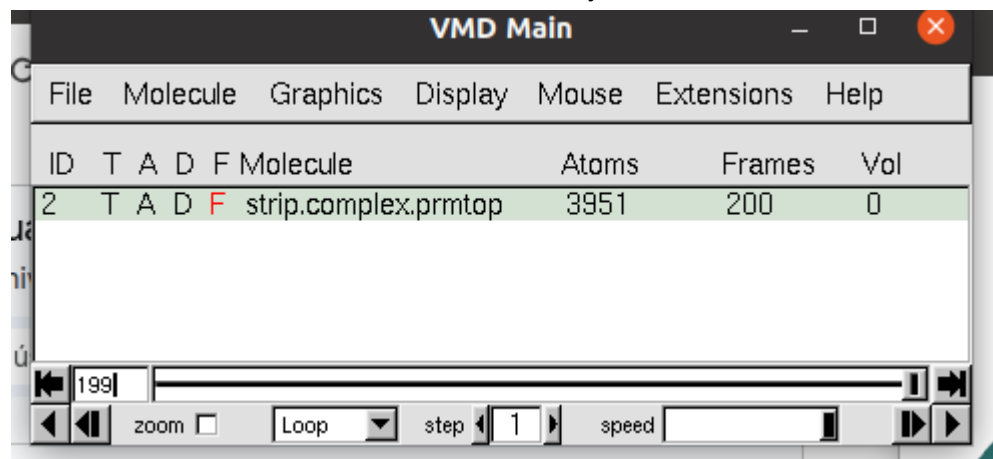 VMD Main
File Molecule Graphics Display Mouse Extensions Help
ID T A D F Molecule Atoms Frames Vol
2 T A D F strip.complex.prmtop 3951 200 0
199
zoom Loop step 1 speed